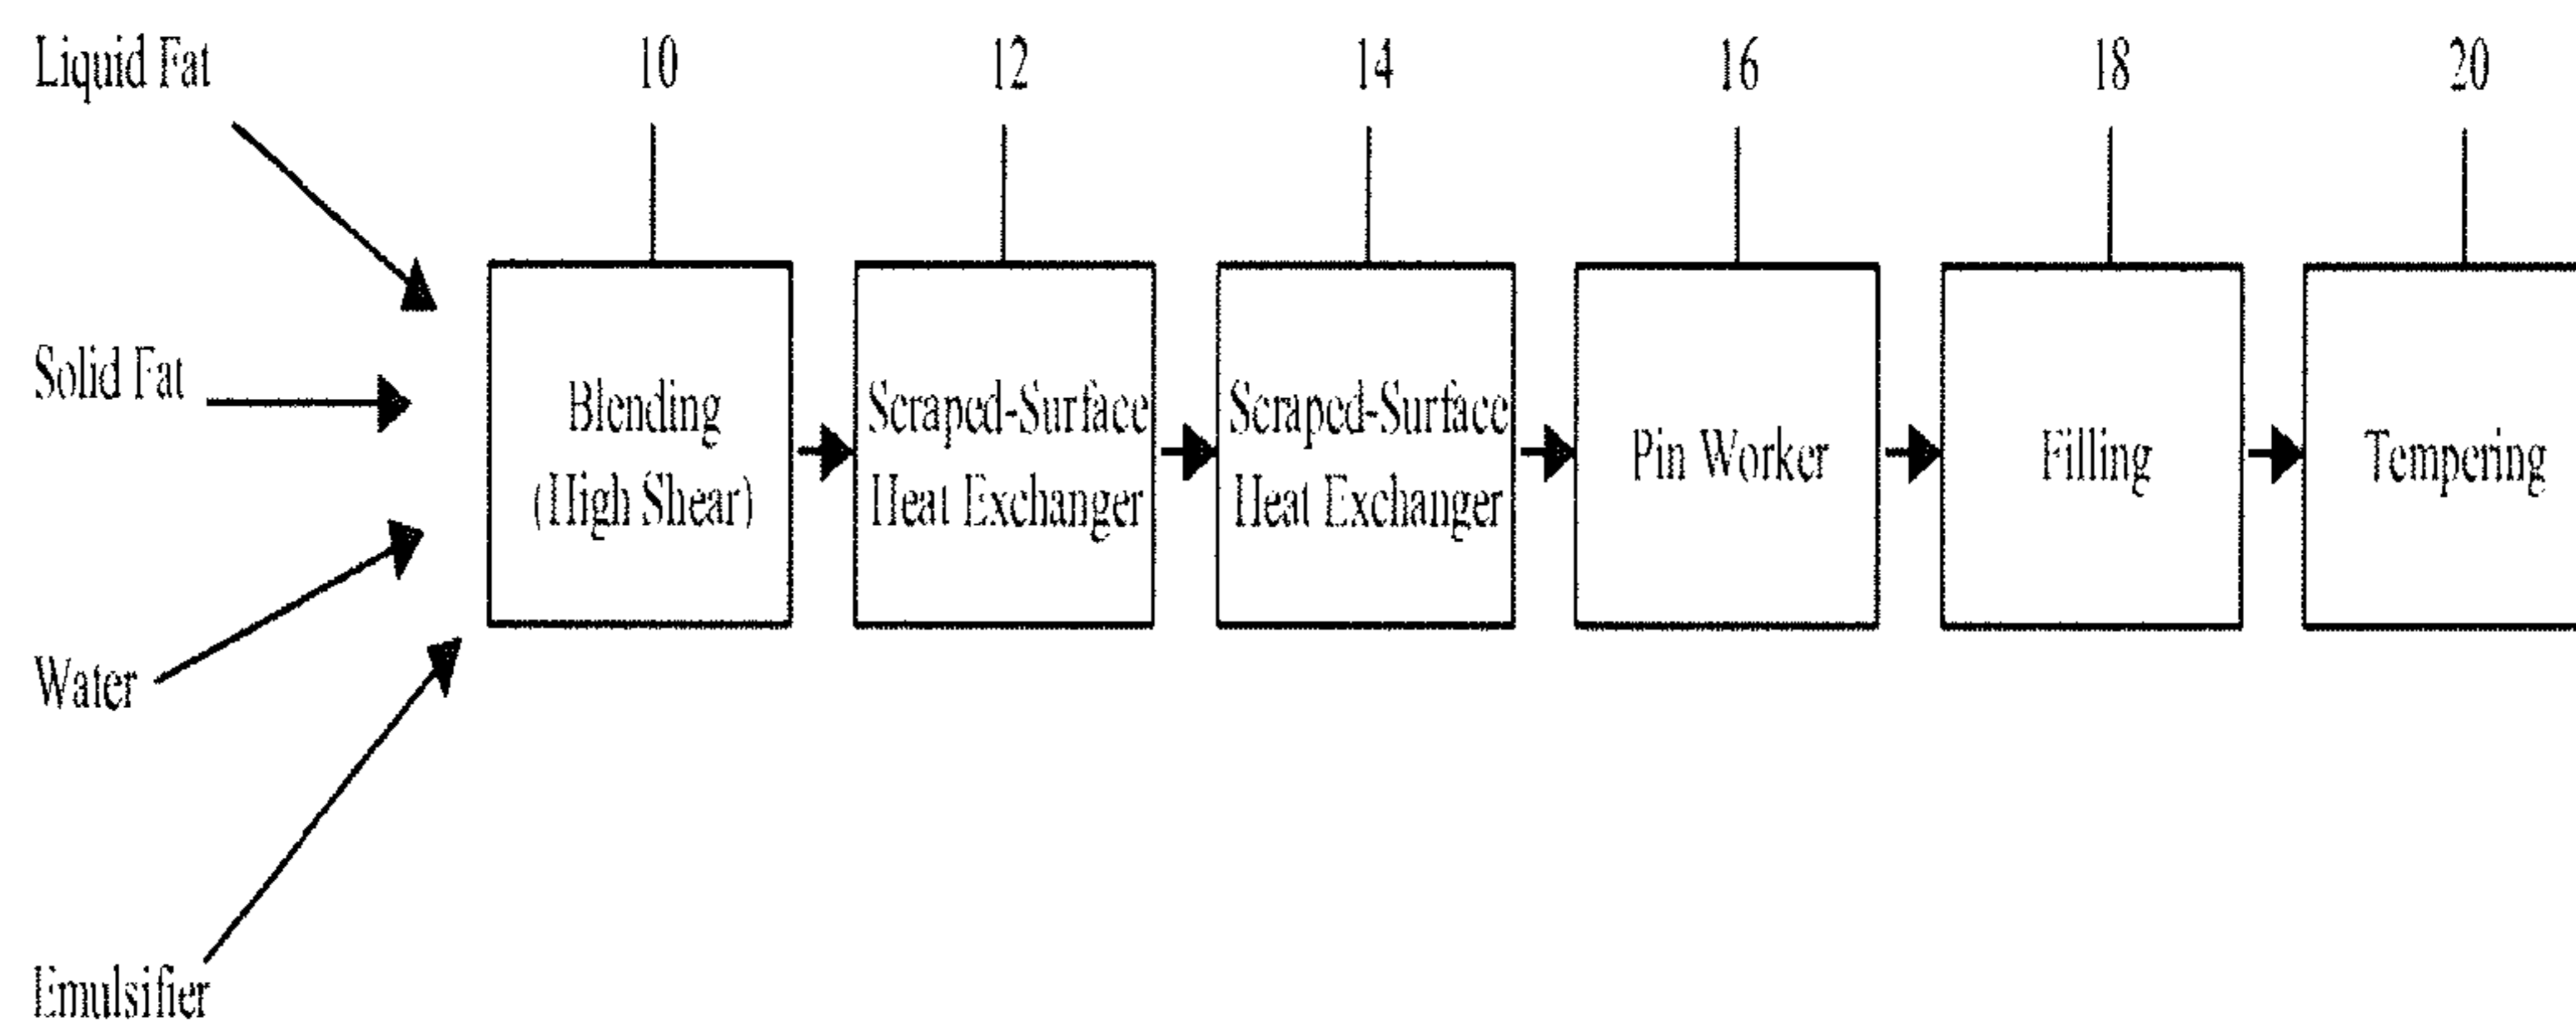 Liquid Fat
10
12
14
16
18
20
Solid Fat
Water
Emulsifier
Blending
(High Shear)
Scraped-Surface
Heat Exchanger
Scraped-Surface
Heat Exchanger
Pin Worker
Filling
Tempering